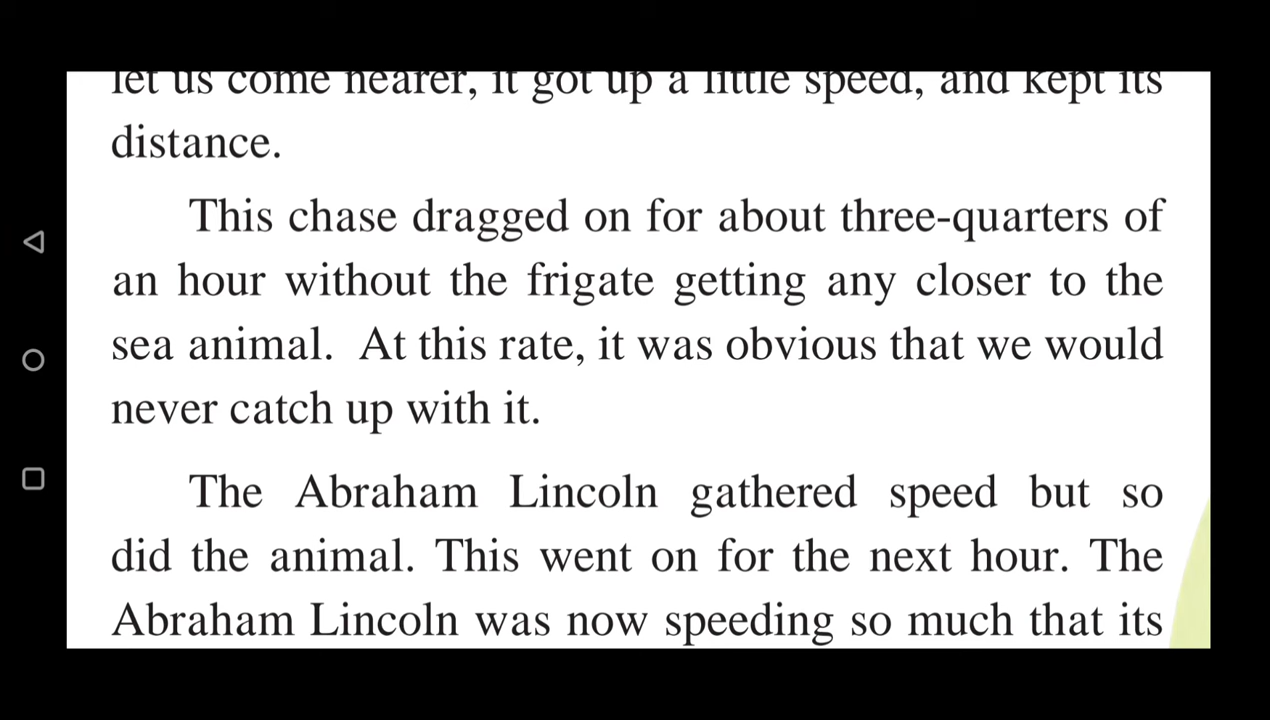 let us come nearer, it got up a little speed, and kept its
distance.
This chase dragged on for about three-quarters of
an hour without the frigate getting any closer to the
sea animal. At this rate, it was obvious that we would
never catch up with it.
The Abraham Lincoln gathered speed but so
did the animal. This went on for the next hour. The
Abraham Lincoln was now speeding so much that its